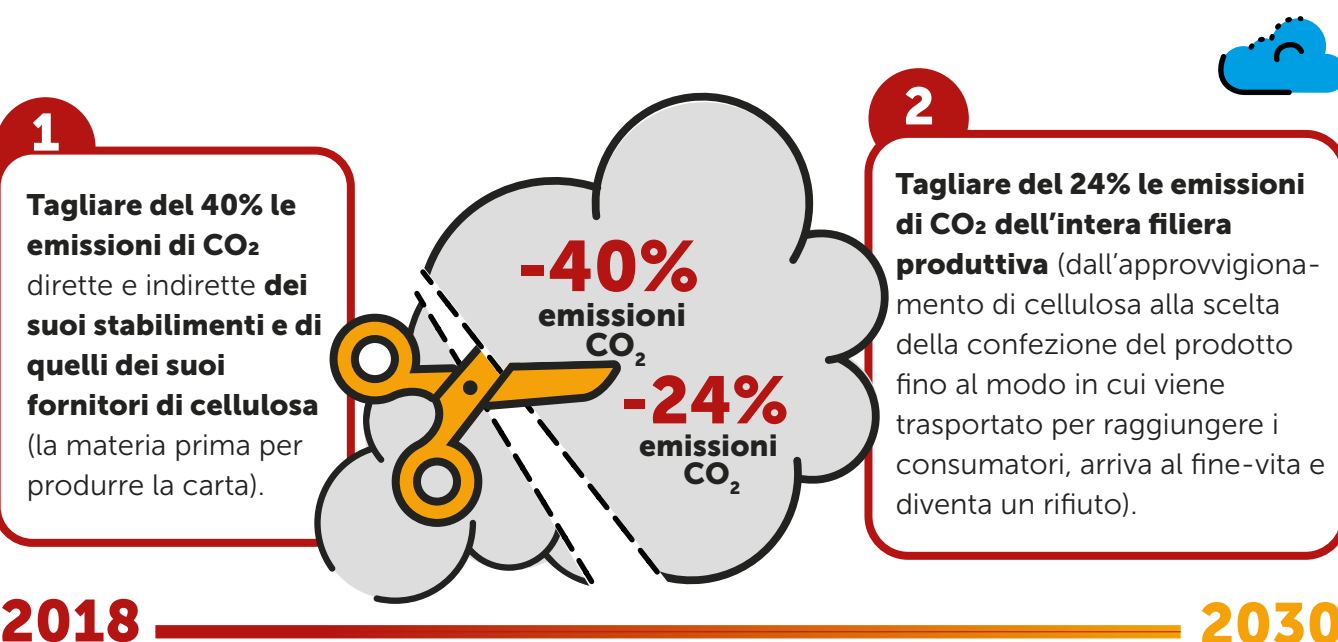 1
Tagliare del 40% le
emissioni di CO₂
dirette e indirette dei
suoi stabilimenti e di
quelli dei suoi
fornitori di cellulosa
(la materia prima per
produrre la carta).
-40%
emissioni
CO₂
-24%
emissioni
CO₂
2
Tagliare del 24% le emissioni
di CO₂ dell'intera filiera
produttiva (dall'approvvigiona-
mento di cellulosa alla scelta
della confezione del prodotto
fino al modo in cui viene
trasportato per raggiungere i
consumatori, arriva al fine-vita e
diventa un rifiuto).
2018
2030